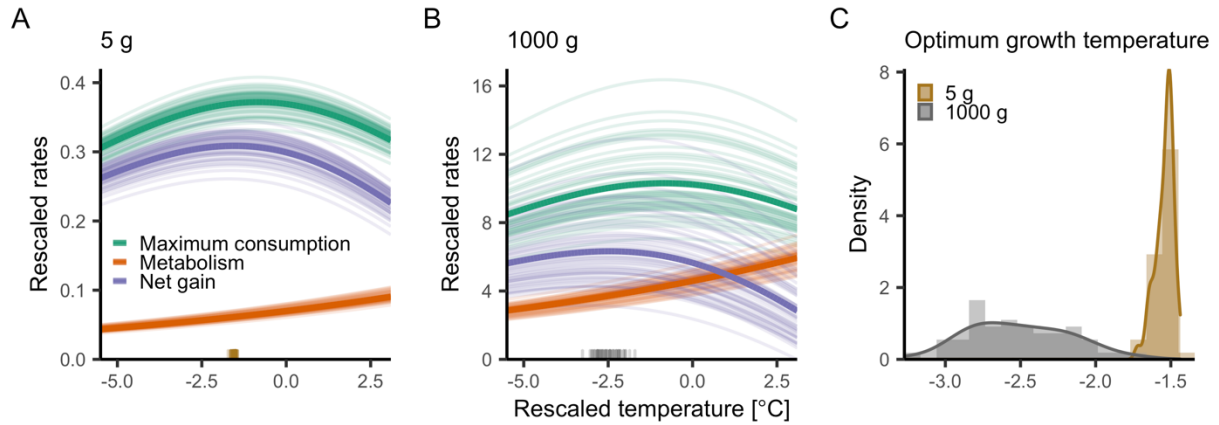 A
5 g
Rescaled rates
0.4
0.3
0.2
0.1
0.0
Maximum consumption
Metabolism
Net gain
-5.0
-2.5
0.0
2.5
B
1000 g
Rescaled rates
16
12
8
4
0
-5.0
-2.5
0.0
2.5
Rescaled temperature [°C]
C
Optimum growth temperature
Density
8
6
4
2
0
5 g
1000 g
-3.0
-2.5
-2.0
-1.5